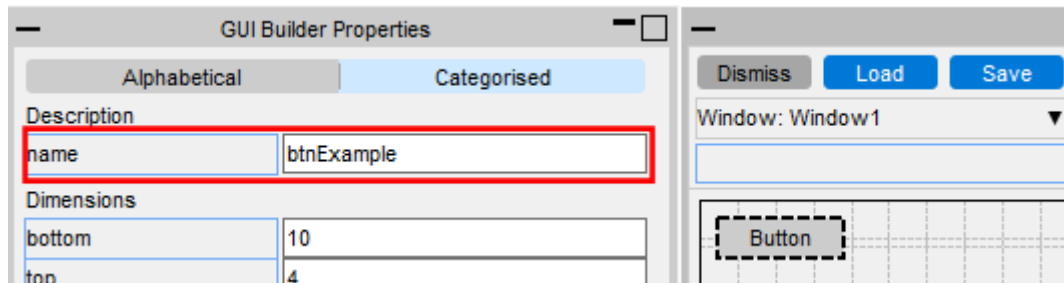 GUI Builder Properties
Alphabetical Categorised
Description
name btnExample
Dimensions
bottom 10
top 4
Dismiss Load Save
Window: Window1
Button